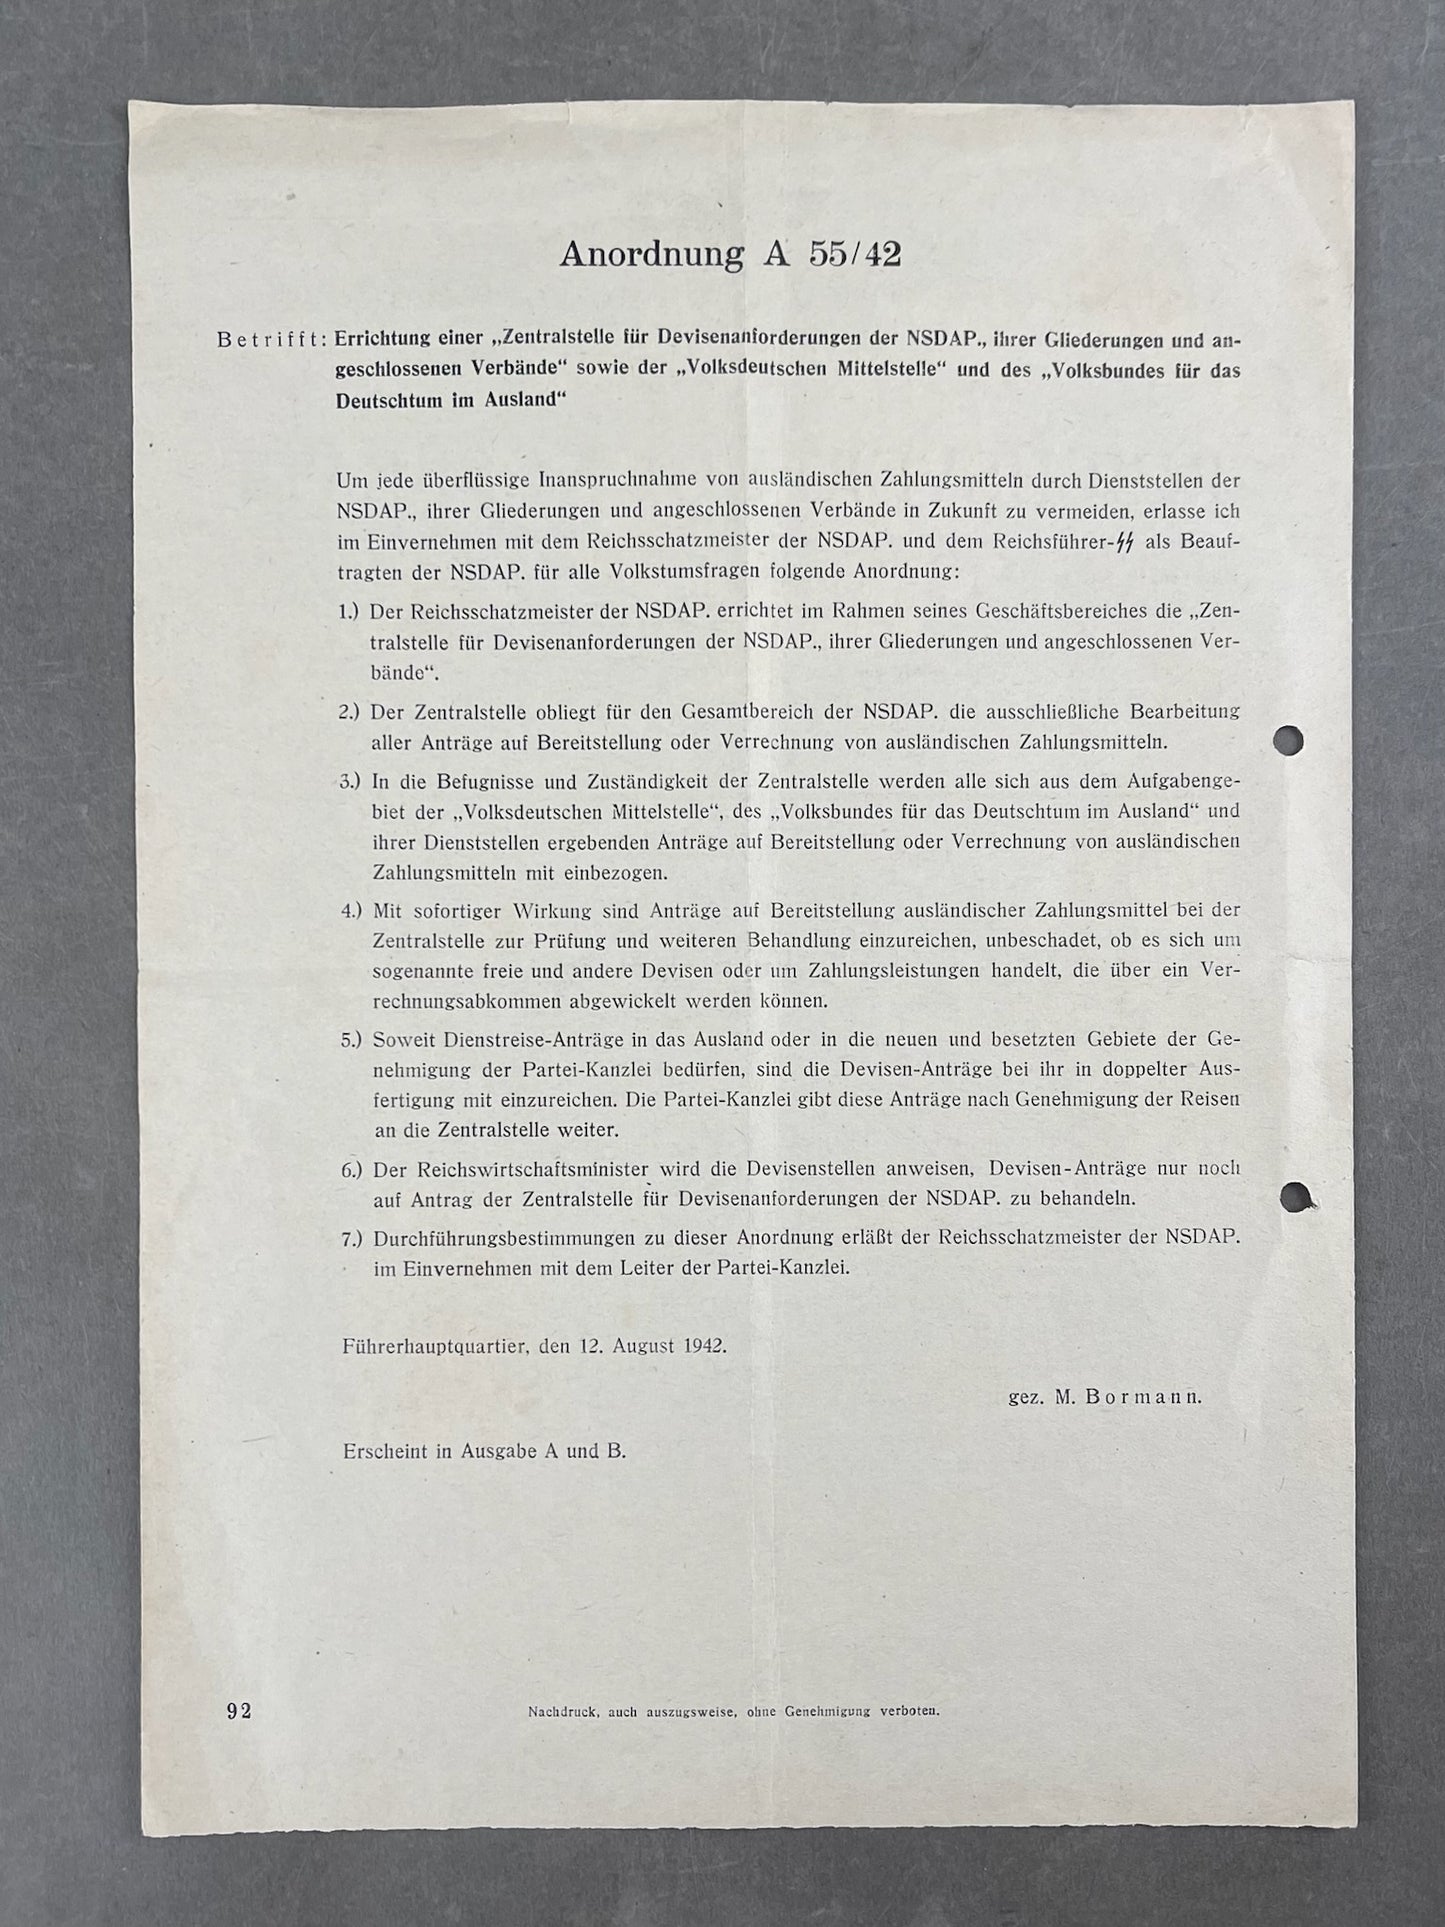 Anordnung A 55/42
Betrifft: Errichtung einer „Zentralstelle für Devisenanforderungen der NSDAP., ihrer Gliederungen und an-
geschlossenen Verbände“ sowie der „Volksdeutschen Mittelstelle“ und des „Volksbundes für das
Deutschtum im Ausland“
Um jede überflüssige Inanspruchnahme von ausländischen Zahlungsmitteln durch Dienststellen der
NSDAP., ihrer Gliederungen und angeschlossenen Verbände in Zukunft zu vermeiden, erlasse ich
im Einvernehmen mit dem Reichsschatzmeister der NSDAP. und dem Reichsführer-ᛋᛋ als Beauf-
tragten der NSDAP. für alle Volkstumsfragen folgende Anordnung:
1.) Der Reichsschatzmeister der NSDAP. errichtet im Rahmen seines Geschäftsbereiches die „Zen-
tralstelle für Devisenanforderungen der NSDAP., ihrer Gliederungen und angeschlossenen Ver-
bände“.
2.) Der Zentralstelle obliegt für den Gesamtbereich der NSDAP. die ausschließliche Bearbeitung
aller Anträge auf Bereitstellung oder Verrechnung von ausländischen Zahlungsmitteln.
3.) In die Befugnisse und Zuständigkeit der Zentralstelle werden alle sich aus dem Aufgabenge-
biet der „Volksdeutschen Mittelstelle“, des „Volksbundes für das Deutschtum im Ausland“ und
ihrer Dienststellen ergebenden Anträge auf Bereitstellung oder Verrechnung von ausländischen
Zahlungsmitteln mit einbezogen.
4.) Mit sofortiger Wirkung sind Anträge auf Bereitstellung ausländischer Zahlungsmittel bei der
Zentralstelle zur Prüfung und weiteren Behandlung einzureichen, unbeschadet, ob es sich um
sogenannte freie und andere Devisen oder um Zahlungsleistungen handelt, die über ein Ver-
rechnungsabkommen abgewickelt werden können.
5.) Soweit Dienstreise-Anträge in das Ausland oder in die neuen und besetzten Gebiete der Ge-
nehmigung der Partei-Kanzlei bedürfen, sind die Devisen-Anträge bei ihr in doppelter Aus-
fertigung mit einzureichen. Die Partei-Kanzlei gibt diese Anträge nach Genehmigung der Reisen
an die Zentralstelle weiter.
6.) Der Reichswirtschaftsminister wird die Devisenstellen anweisen, Devisen-Anträge nur noch
auf Antrag der Zentralstelle für Devisenanforderungen der NSDAP. zu behandeln.
7.) Durchführungsbestimmungen zu dieser Anordnung erläßt der Reichsschatzmeister der NSDAP.
im Einvernehmen mit dem Leiter der Partei-Kanzlei.
Führerhauptquartier, den 12. August 1942.
gez. M. Bormann.
Erscheint in Ausgabe A und B.
92
Nachdruck, auch auszugsweise, ohne Genehmigung verboten.